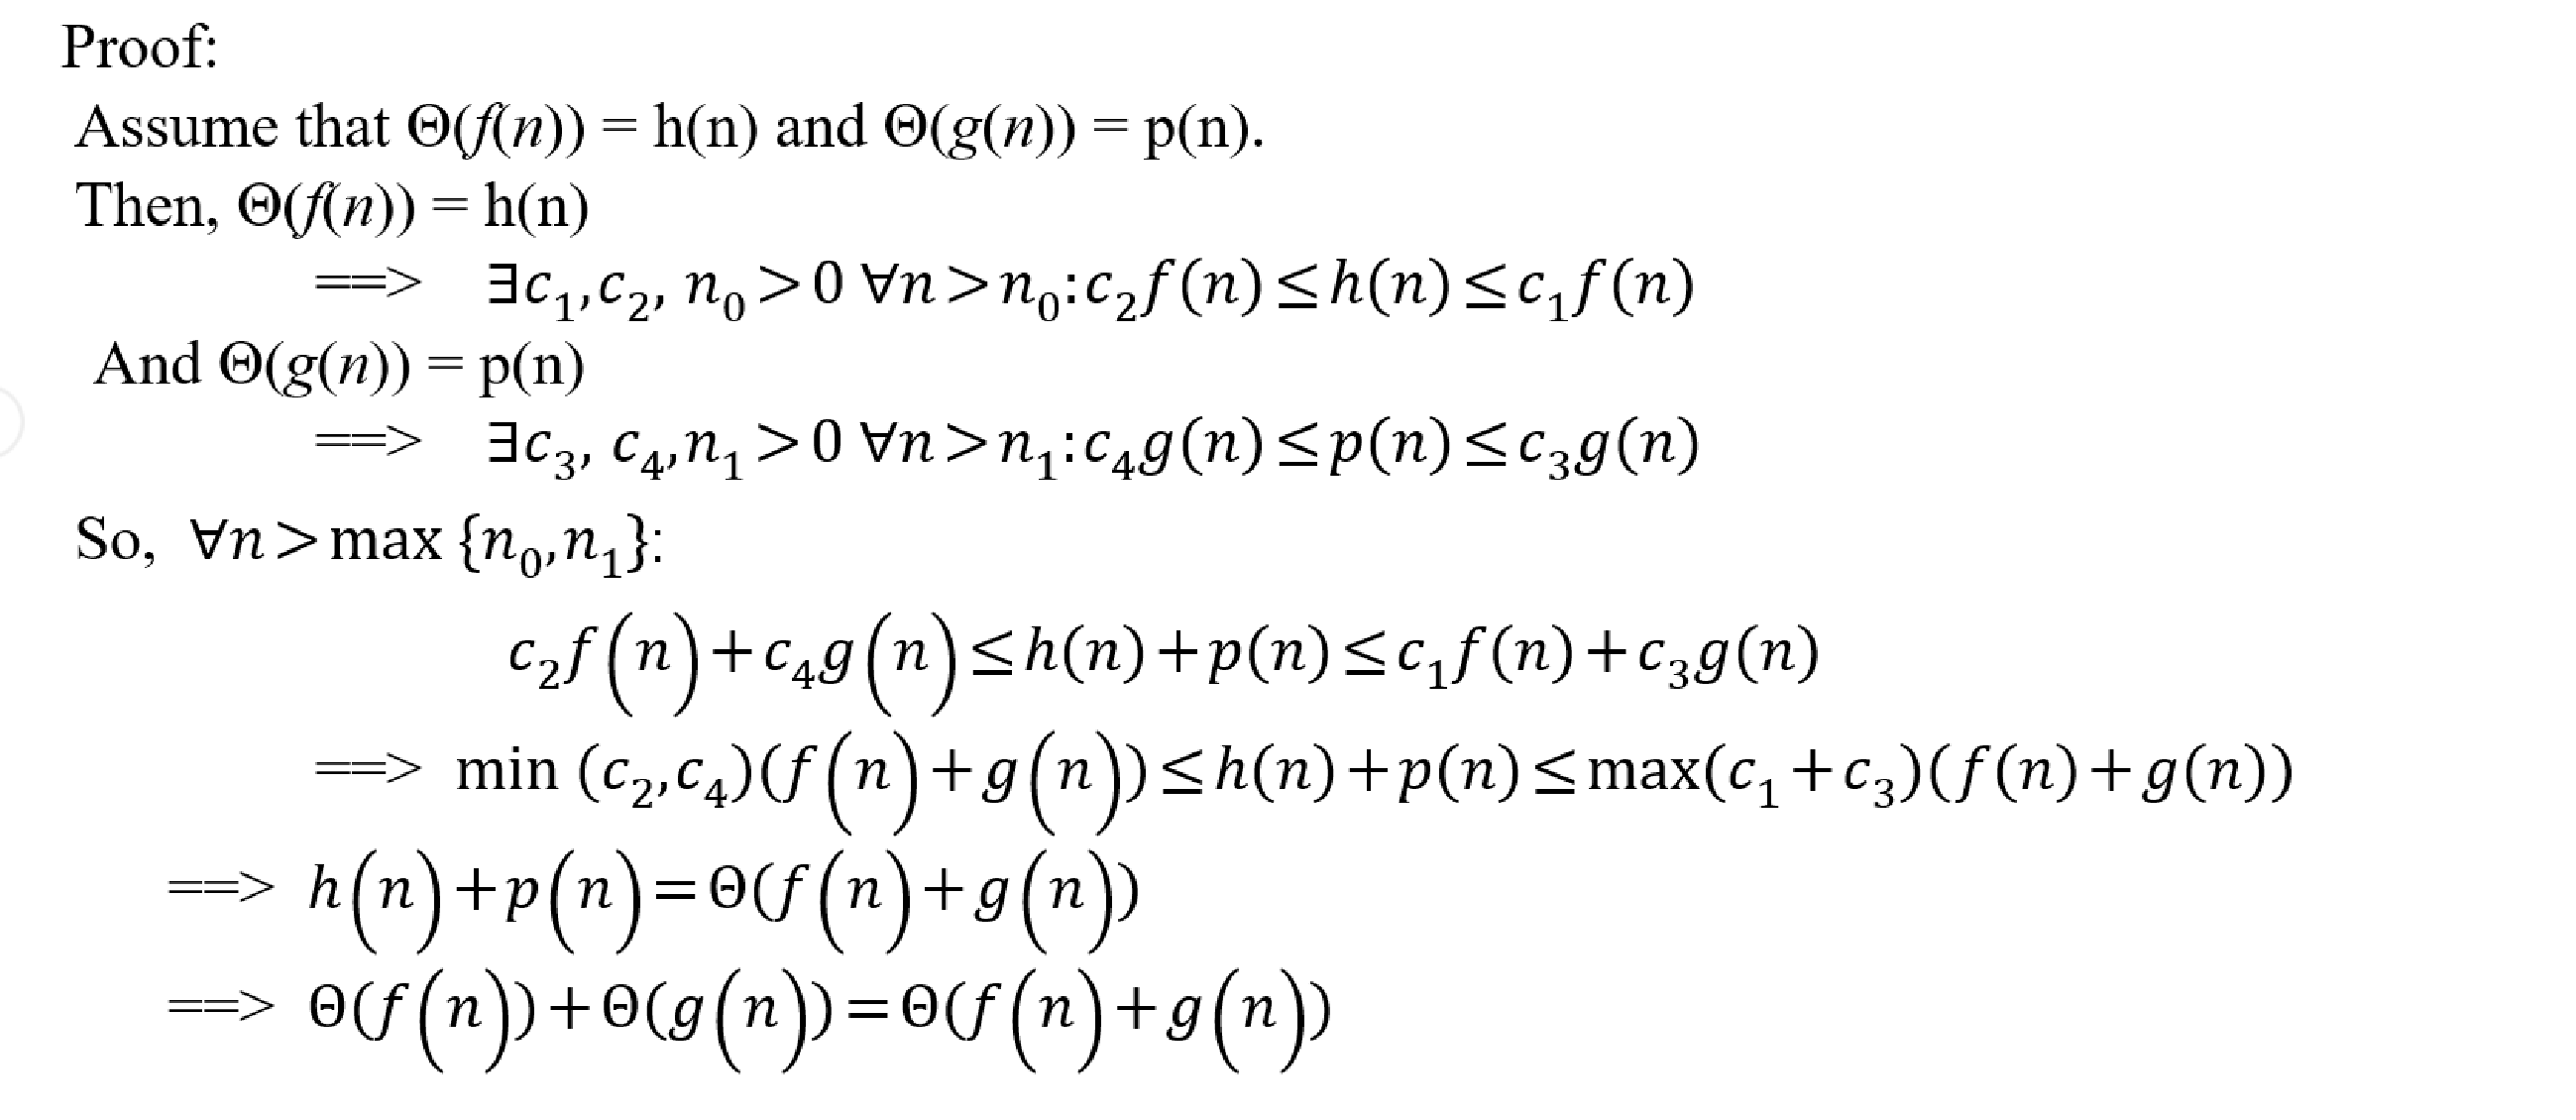 Proof:
Assume that Θ(f(n)) = h(n) and Θ(g(n)) = p(n).
Then, Θ(f(n)) = h(n)
==> ∃c₁,c₂, n₀>0 ∀n>n₀:c₂f(n)≤h(n)≤c₁f(n)
And Θ(g(n)) = p(n)
==> ∃c₃, c₄,n₁>0 ∀n>n₁:c₄g(n)≤p(n)≤c₃g(n)
So, ∀n>max {n₀,n₁}:
c₂f(n)+c₄g(n)≤h(n)+p(n)≤c₁f(n)+c₃g(n)
==> min (c₂,c₄)(f(n)+g(n))≤h(n)+p(n)≤max(c₁+c₃)(f(n)+g(n))
==> h(n)+p(n)=Θ(f(n)+g(n))
==> Θ(f(n))+Θ(g(n))=Θ(f(n)+g(n))